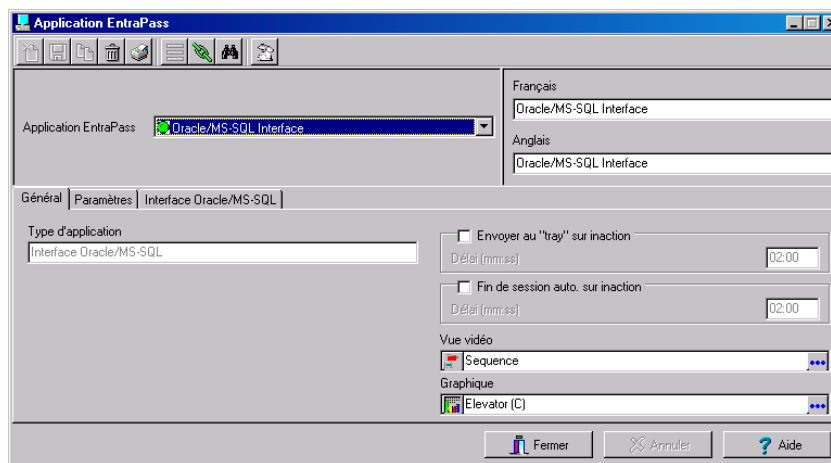 Application EntraPass
Français
Oracle/MS-SQL Interface
Application EntraPass
Oracle/MS-SQL Interface
Anglais
Oracle/MS-SQL Interface
Général
Paramètres
Interface Oracle/MS-SQL
Type d'application
Interface Oracle/MS-SQL
Envoyer au "tray" sur inaction
Délai (mm:ss)
02:00
Fin de session auto. sur inaction
Délai (mm:ss)
02:00
Vue vidéo
Sequence
Graphique
Elevator (C)
Fermer
Annuler
Aide